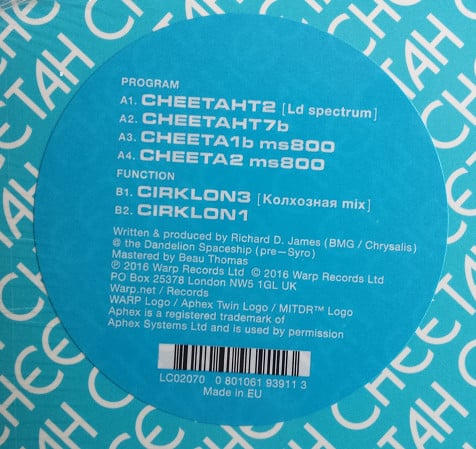 PROGRAM
A1. CHEETAHT2 [Ld spectrum]
A2. CHEETAHT7b
A3. CHEETA1b ms800
A4. CHEETA2 ms800
FUNCTION
B1. CIRKLON3 [Колхозная mix]
B2. CIRKLON1
Written & produced by Richard D. James (BMG / Chrysalis)
@ the Dandelion Spaceship (pre–Syro)
Mastered by Beau Thomas
℗ 2016 Warp Records Ltd © 2016 Warp Records Ltd
PO Box 25378 London NW5 1GL UK
Warp.net / Records
WARP Logo / Aphex Twin Logo / MITDR™ Logo
Aphex is a registered trademark of
Aphex Systems Ltd and is used by permission
LC02070 0 801061 93911 3
Made in EU
CHEETAH
CHEETAH
CHEETAH
CHEETAH